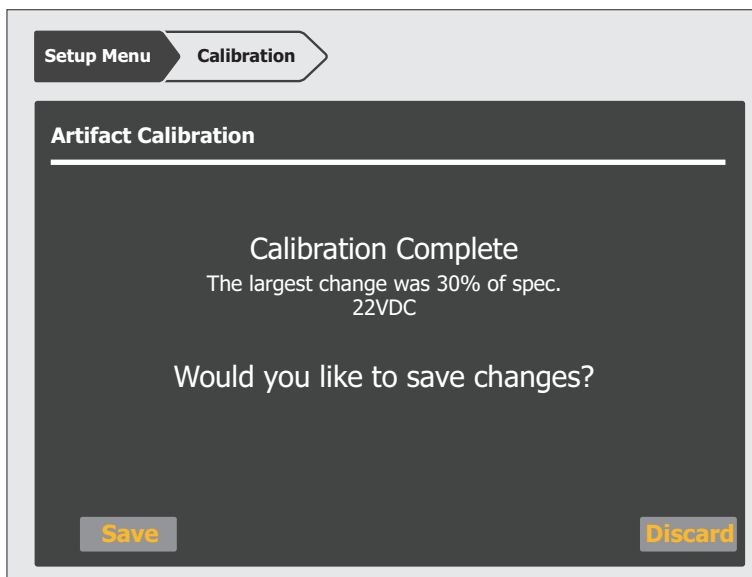 Setup Menu Calibration
Artifact Calibration
Calibration Complete
The largest change was 30% of spec.
22VDC
Would you like to save changes?
Save Discard